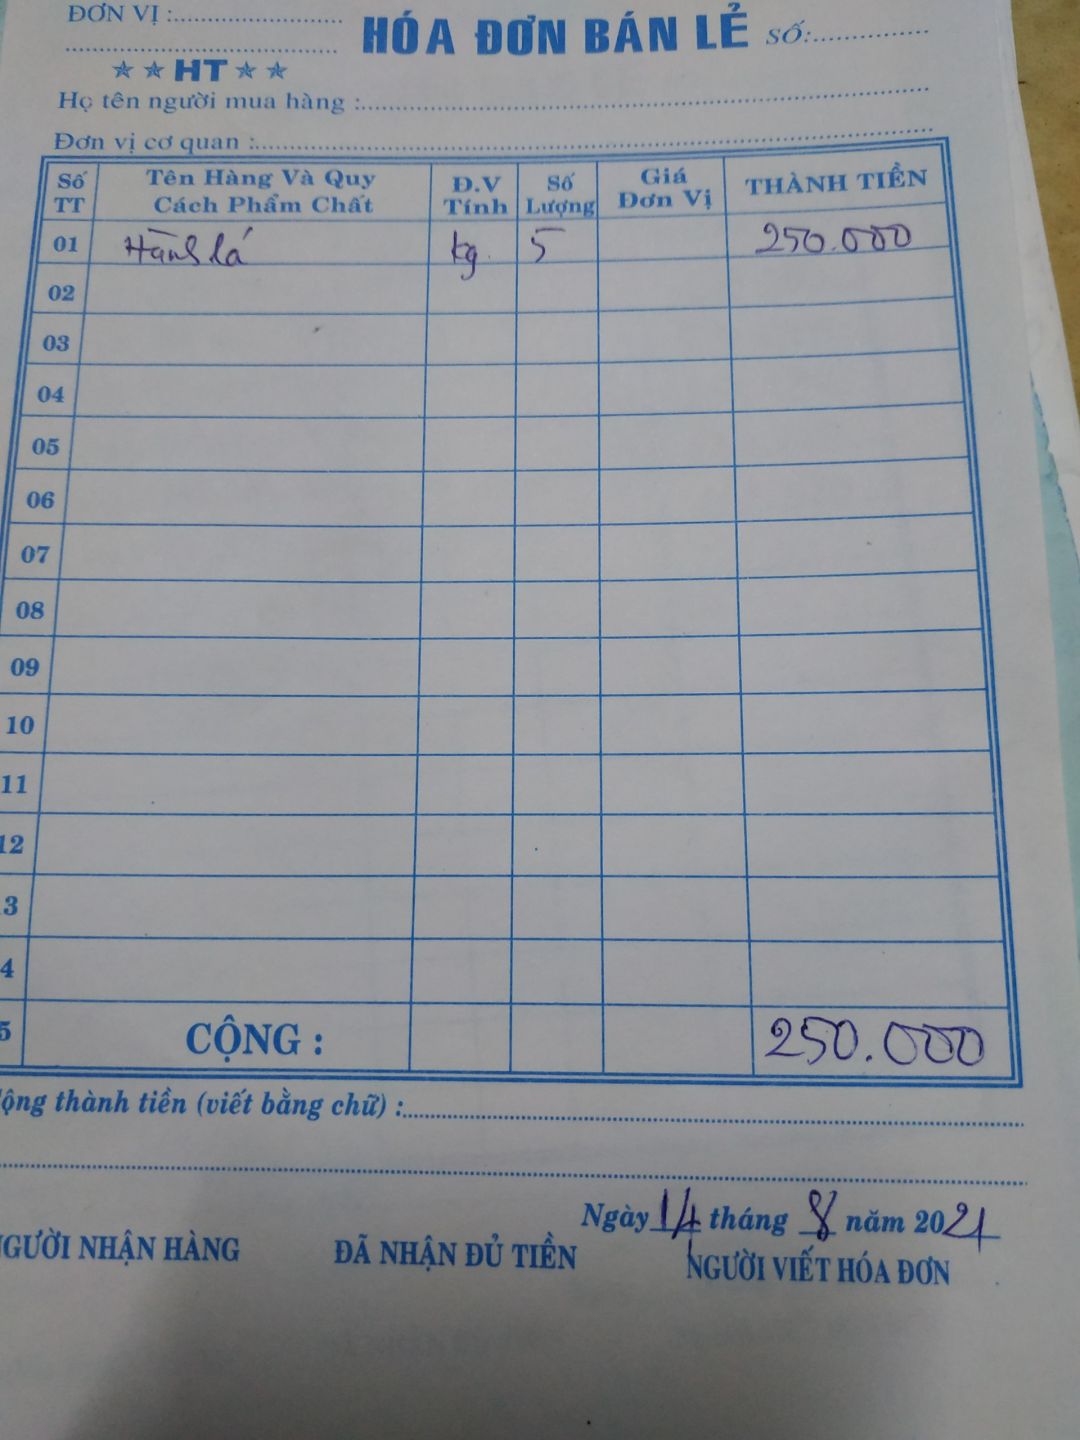 ĐƠN VỊ :........................
HÓA ĐƠN BÁN LẺ
SỐ:................
.......................................
★ ★ HT ★ ★
Họ tên người mua hàng :........................
Đơn vị cơ quan :........................
Số TT Tên Hàng Và Quy Cách Phẩm Chất Đ.V Tính Số Lượng Giá Đơn Vị THÀNH TIỀN
01 Hành lá kg 5 250.000
02
03
04
05
06
07
08
09
10
11
12
3
4
5 CỘNG : 250.000
ộng thành tiền (viết bằng chữ) :........................
Ngày 14 tháng 8 năm 2021
GƯỜI NHẬN HÀNG ĐÃ NHẬN ĐỦ TIỀN NGƯỜI VIẾT HÓA ĐƠN